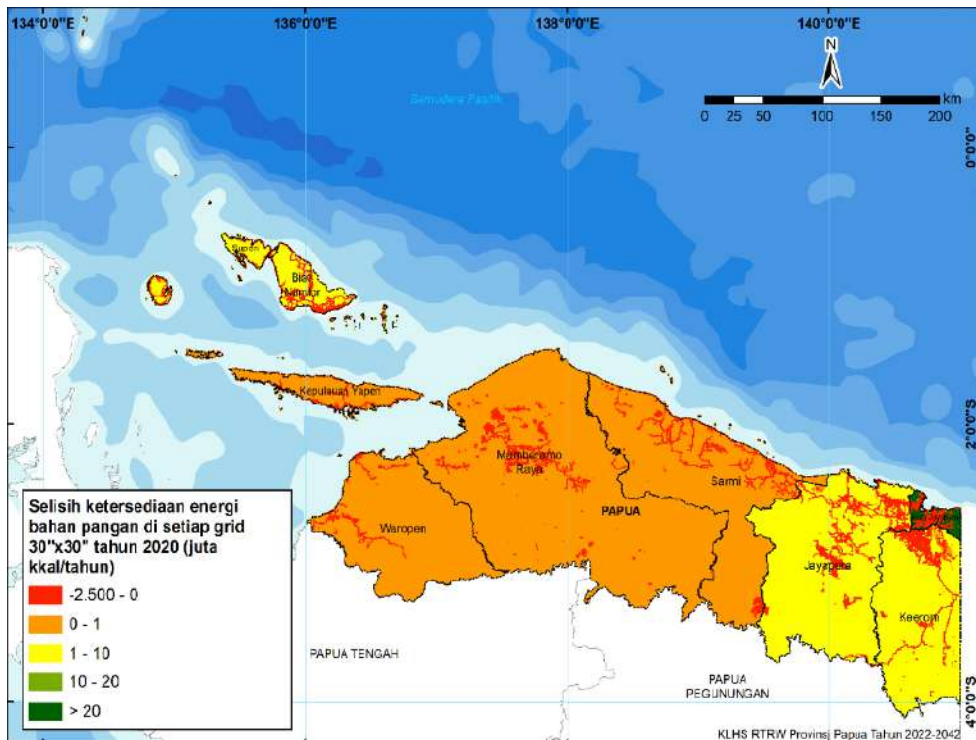 134°0'0"E
136°0'0"E
138°0'0"E
140°0'0"E
N
km
0 25 50 100 150 200
Samudera Pasifik
0°0'0"
Supiori
Biak
Numfor
Kepulauan Yapen
2°0'0"S
Mamberamo
Raya
Sarmi
PAPUA
Waropen
Jayapura
Keerom
Selisih ketersediaan energi
bahan pangan di setiap grid
30"x30" tahun 2020 (juta
kkal/tahun)
-2.500 - 0
0 - 1
1 - 10
10 - 20
> 20
PAPUA TENGAH
PAPUA
PEGUNUNGAN
4°0'0"S
KLHS RTRW Provinsi Papua Tahun 2022-2042